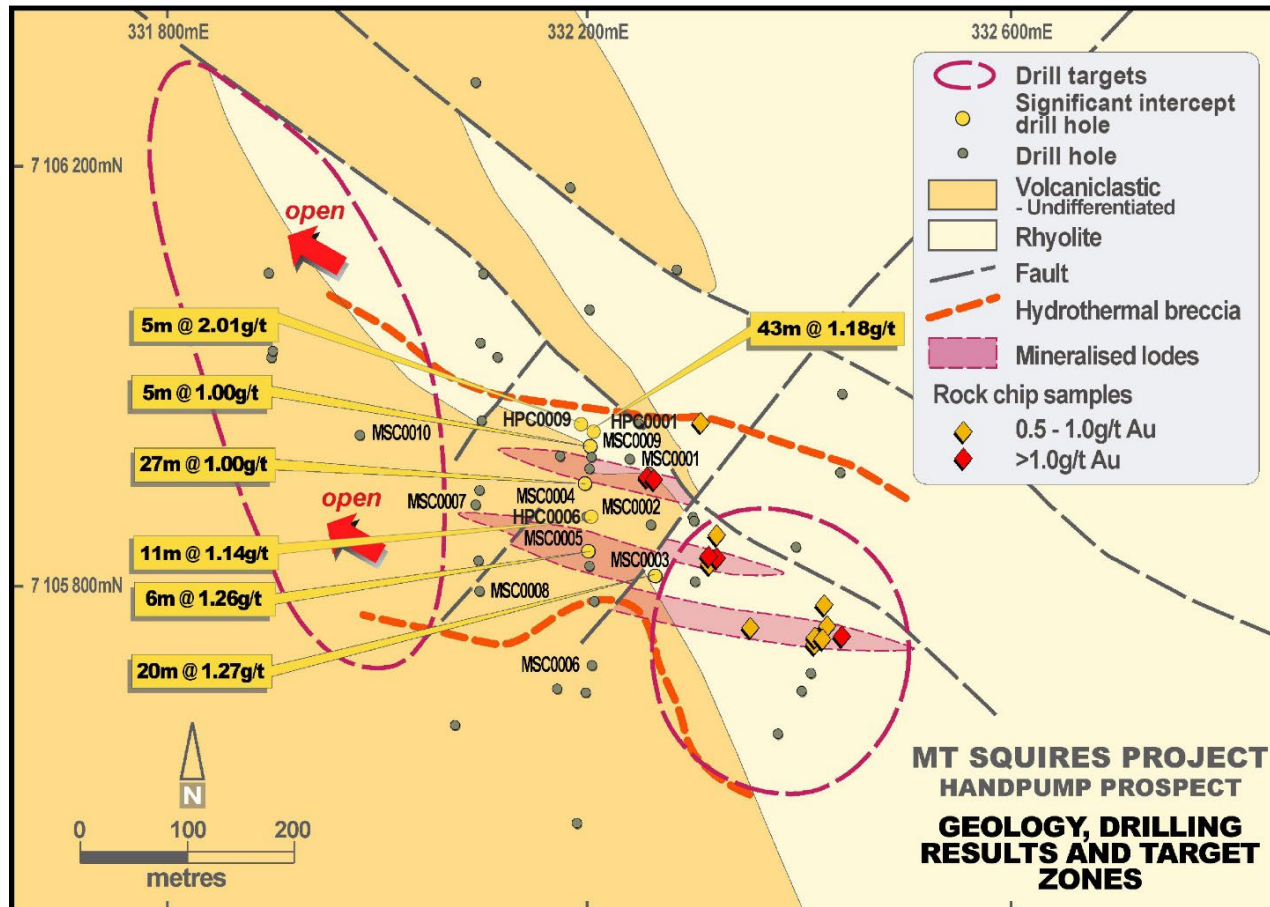 331 800mE
332 200mE
332 600mE
7 106 200mN
7 105 800mN
Drill targets
Significant intercept
drill hole
Drill hole
Volcaniclastic
- Undifferentiated
Rhyolite
Fault
Hydrothermal breccia
Mineralised lodes
Rock chip samples
0.5 - 1.0g/t Au
>1.0g/t Au
open
5m @ 2.01g/t
43m @ 1.18g/t
5m @ 1.00g/t
HPC0009
HPC0001
MSC0010
MSC0009
MSC0001
27m @ 1.00g/t
open
MSC0007
MSC0004
MSC0002
HPC0006
11m @ 1.14g/t
MSC0005
MSC0003
6m @ 1.26g/t
MSC0008
20m @ 1.27g/t
MSC0006
N
0 100 200
metres
MT SQUIRES PROJECT
HANDPUMP PROSPECT
GEOLOGY, DRILLING
RESULTS AND TARGET
ZONES